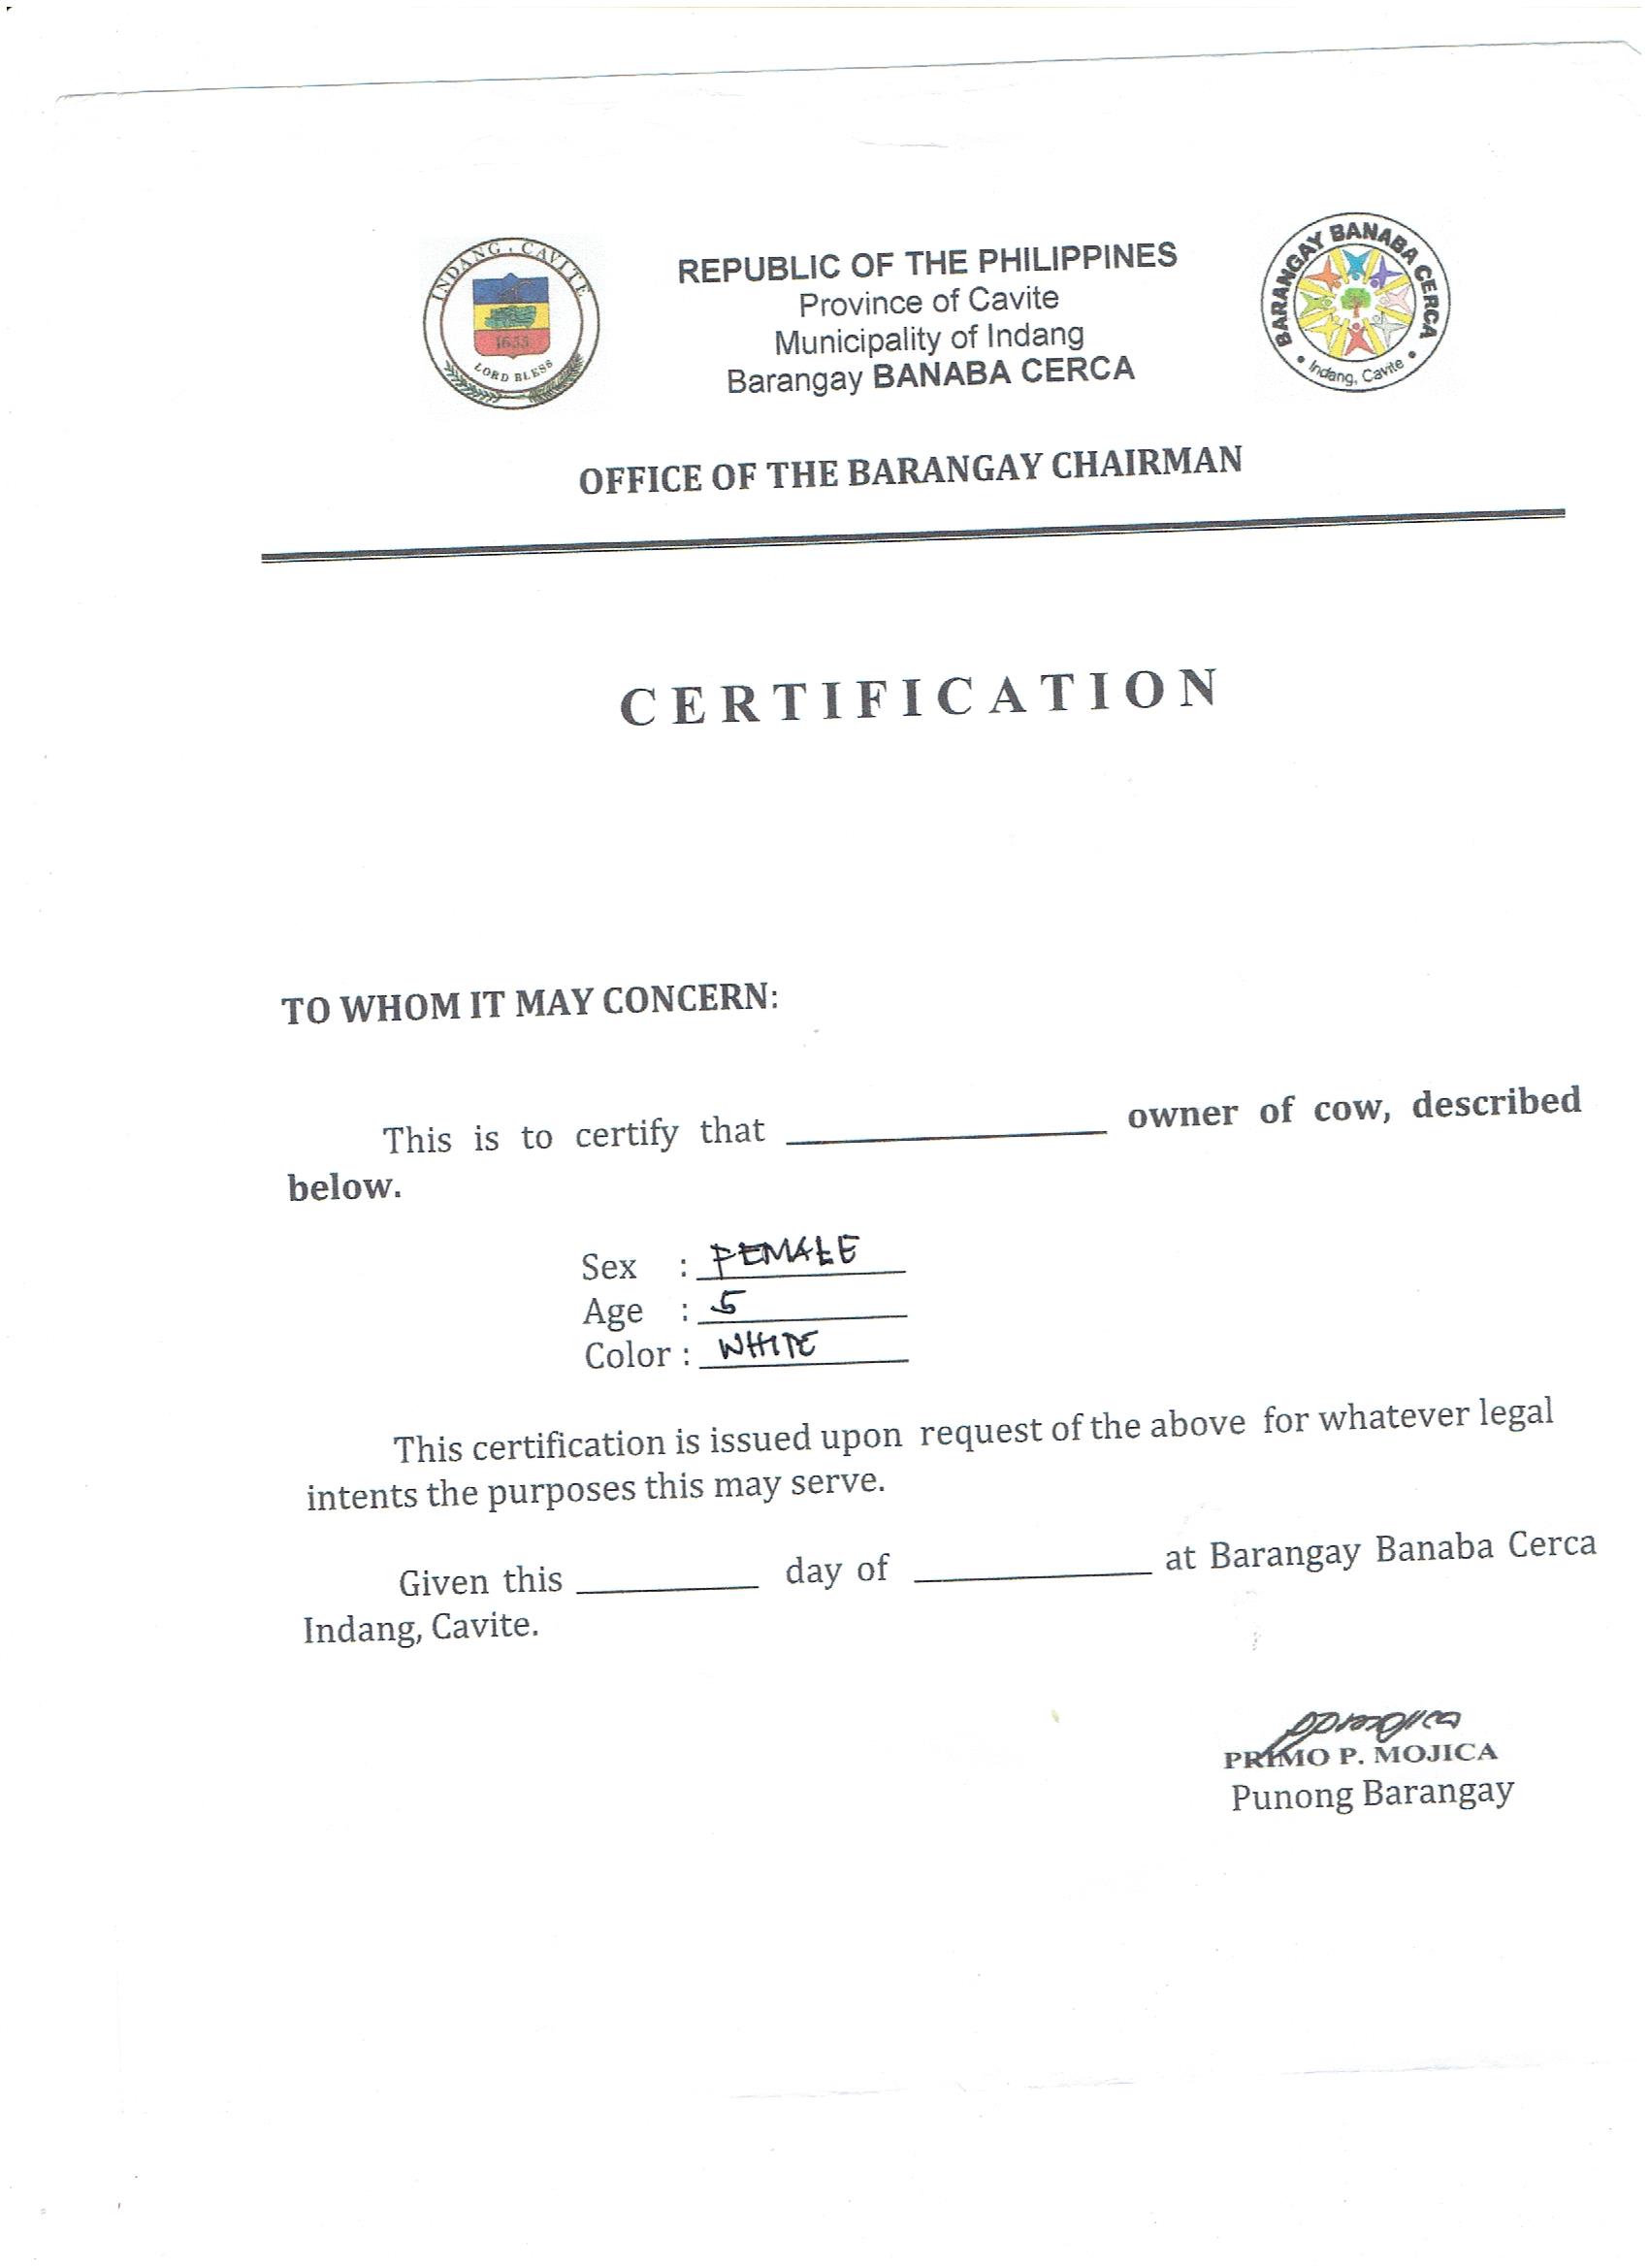 INDANG, CAVITE
1655
LORD BLESS
REPUBLIC OF THE PHILIPPINES
Province of Cavite
Municipality of Indang
Barangay BANABA CERCA
BARANGAY BANABA CERCA
• Indang, Cavite •
OFFICE OF THE BARANGAY CHAIRMAN
CERTIFICATION
TO WHOM IT MAY CONCERN:
This is to certify that ____________ owner of cow, described
below.
Sex : FEMALE
Age : 5
Color : WHITE
This certification is issued upon request of the above for whatever legal
intents the purposes this may serve.
Given this ________ day of __________ at Barangay Banaba Cerca
Indang, Cavite.
PRIMO P. MOJICA
Punong Barangay